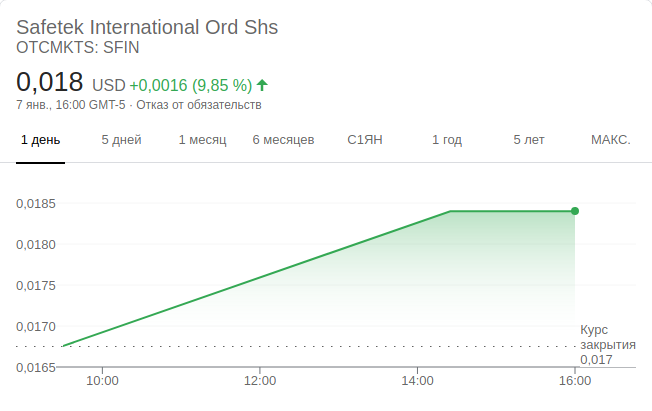 Safetek International Ord Shs
OTCMKTS: SFIN
0,018 USD +0,0016 (9,85 %)
7 янв., 16:00 GMT-5 · Отказ от обязательств
1 день 5 дней 1 месяц 6 месяцев С1ЯН 1 год 5 лет МАКС.
0,0185
0,0180
0,0175
0,0170
0,0165
Курс
закрытия
0,017
10:00 12:00 14:00 16:00